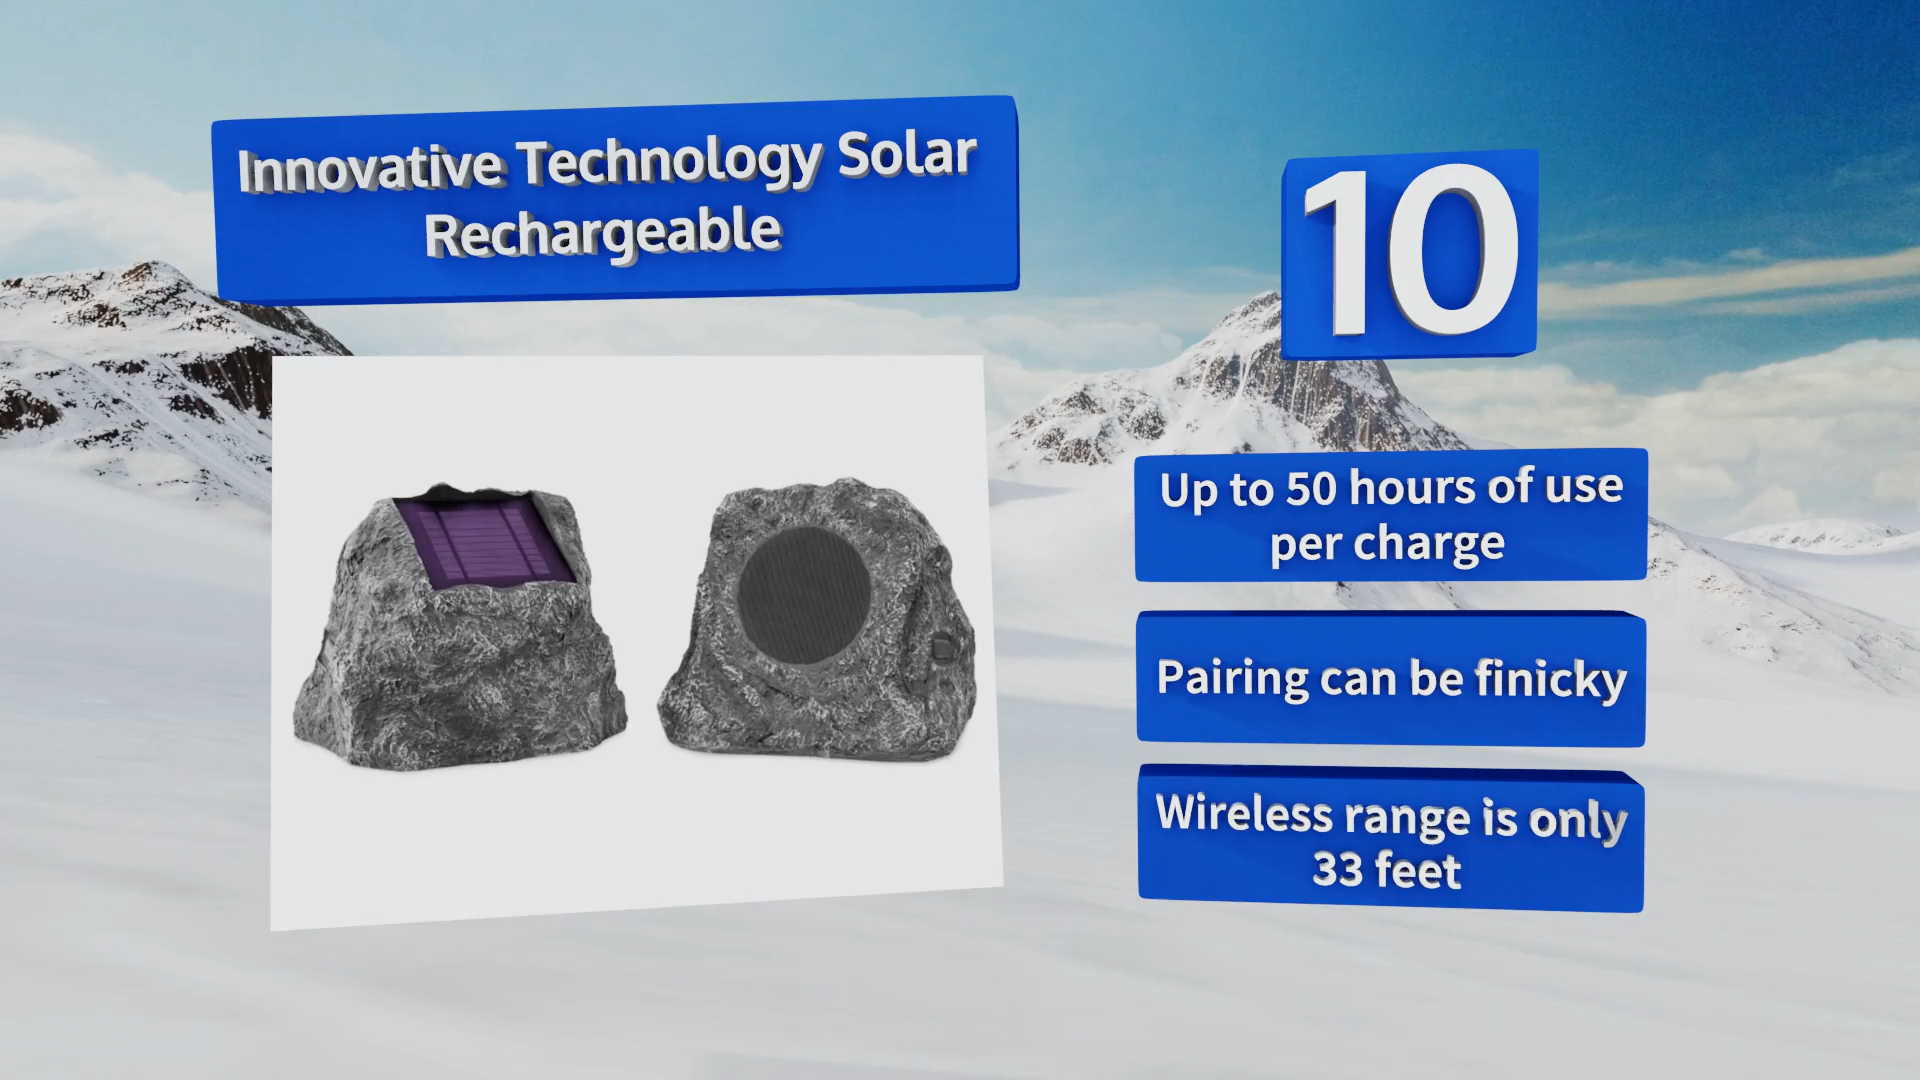 Innovative Technology Solar
Rechargeable
10
Up to 50 hours of use
per charge
Pairing can be finicky
Wireless range is only
33 feet